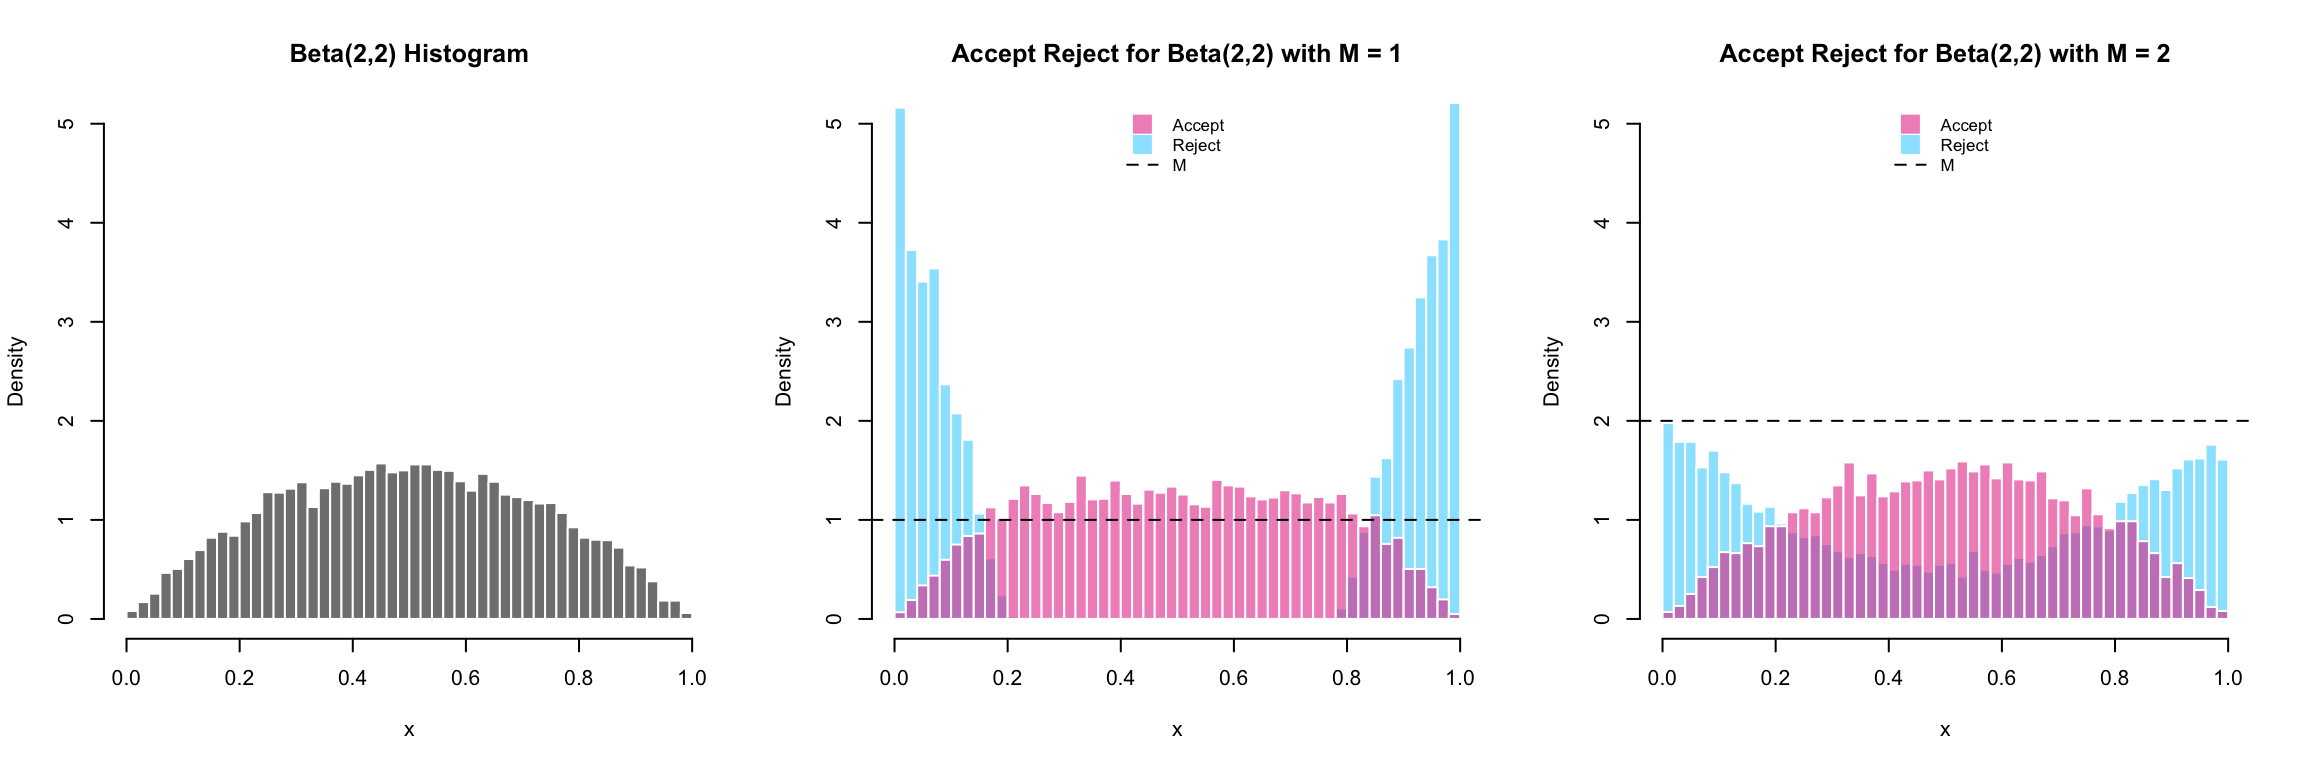 Beta(2,2) Histogram
Density
5
4
3
2
1
0
0.0 0.2 0.4 0.6 0.8 1.0
x
Accept Reject for Beta(2,2) with M = 1
Accept
Reject
M
Density
5
4
3
2
1
0
0.0 0.2 0.4 0.6 0.8 1.0
x
Accept Reject for Beta(2,2) with M = 2
Accept
Reject
M
Density
5
4
3
2
1
0
0.0 0.2 0.4 0.6 0.8 1.0
x